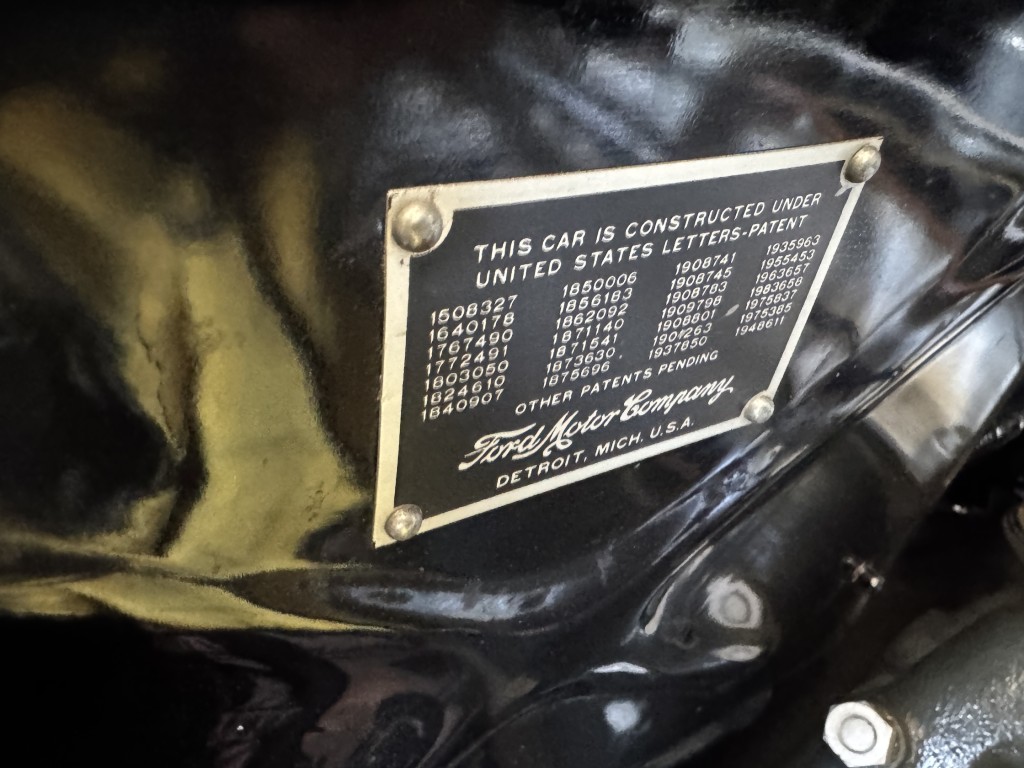 THIS CAR IS CONSTRUCTED UNDER
UNITED STATES LETTERS-PATENT
1508327 1850006 1908741 1935963
1640178 1856183 1908745 1955453
1767490 1862092 1908783 1963657
1772491 1871140 1909798 1983658
1803050 1871541 1908801 1975837
1824610 1873630 1901263 1975385
1840907 1875696 1937850 1948611
OTHER PATENTS PENDING
Ford Motor Company
DETROIT, MICH. U.S.A.